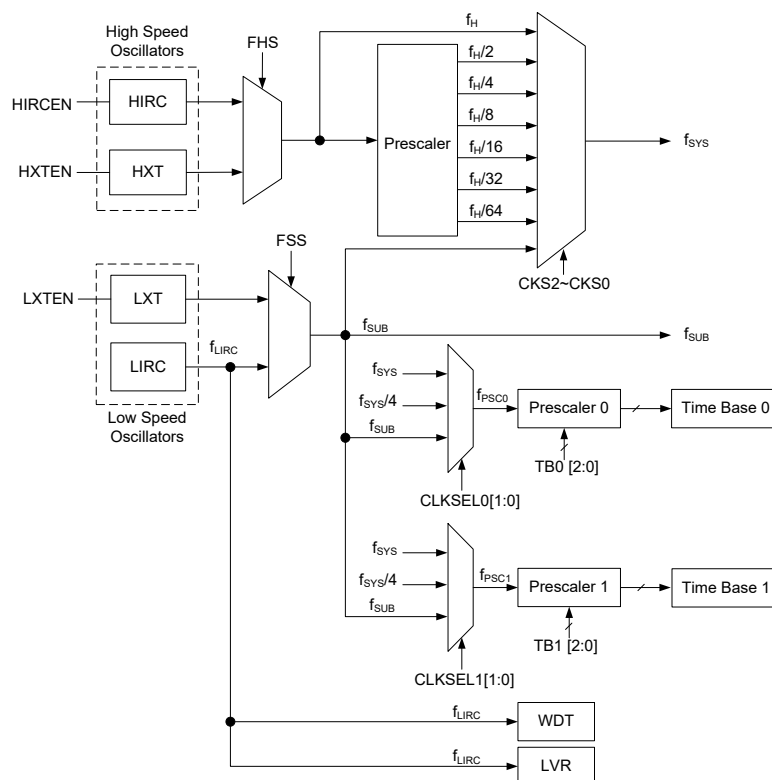 High Speed
Oscillators
FHS
fH
HIRCEN
HIRC
HXTEN
HXT
Prescaler
fH/2
fH/4
fH/8
fH/16
fH/32
fH/64
fSYS
CKS2~CKS0
FSS
LXTEN
LXT
LIRC
fLIRC
Low Speed
Oscillators
fSUB
fSUB
fSYS
fSYS/4
fSUB
fPSC0
Prescaler 0
Time Base 0
TB0 [2:0]
CLKSEL0[1:0]
fSYS
fSYS/4
fSUB
fPSC1
Prescaler 1
Time Base 1
TB1 [2:0]
CLKSEL1[1:0]
fLIRC
WDT
fLIRC
LVR